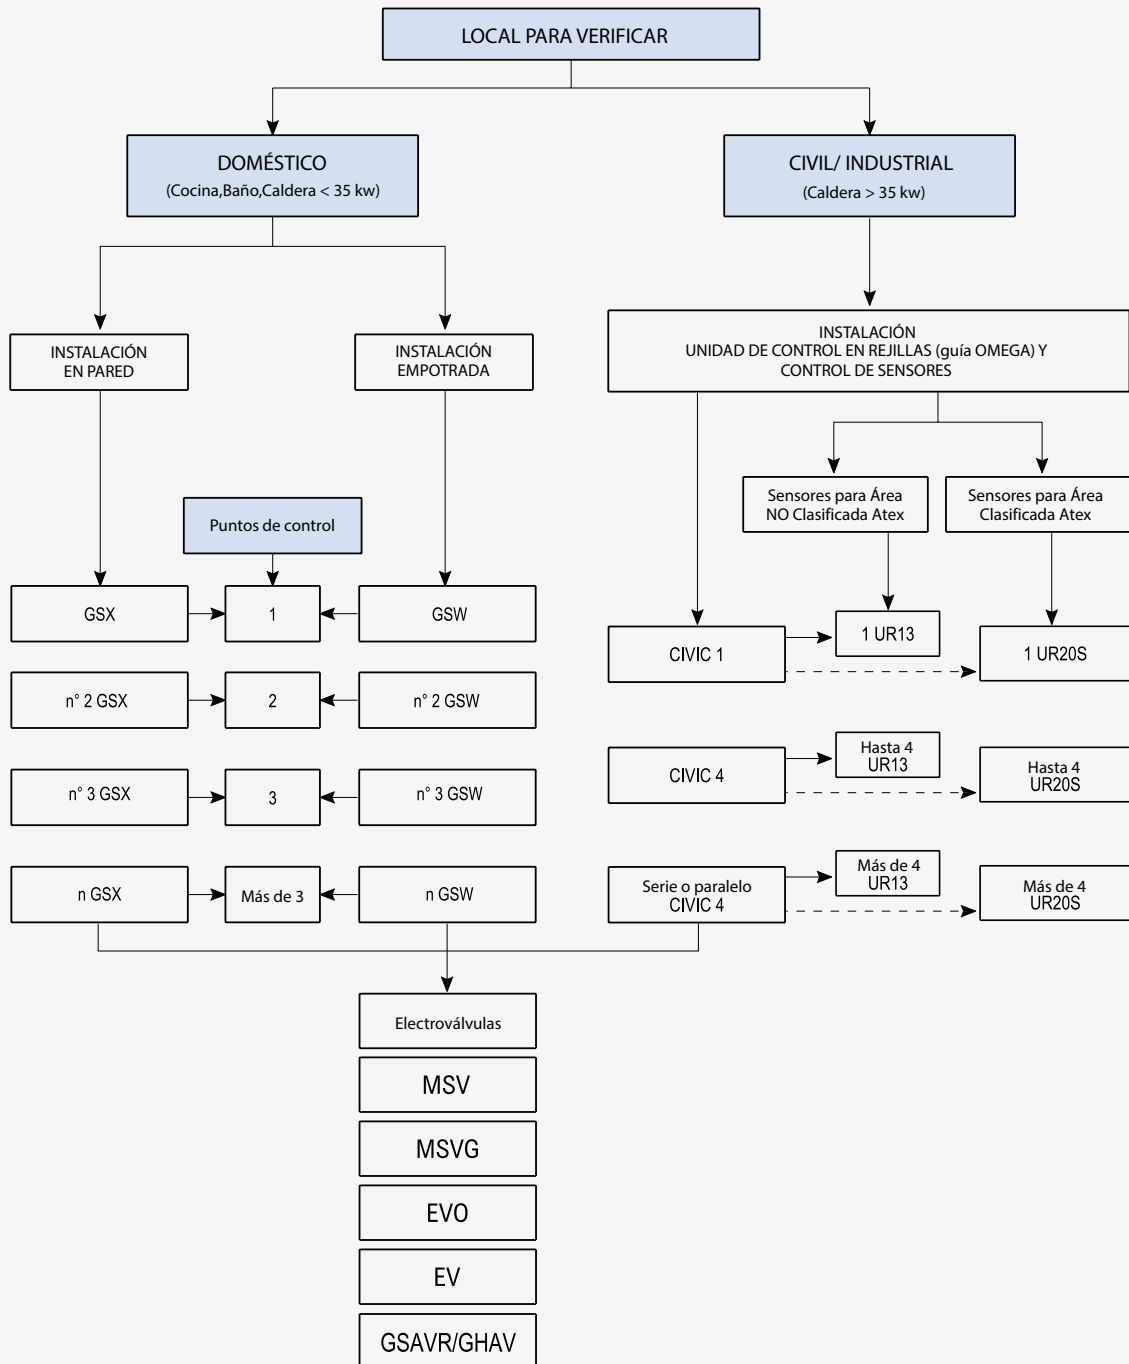 LOCAL PARA VERIFICAR
DOMÉSTICO
(Cocina,Baño,Caldera < 35 kw)
CIVIL/ INDUSTRIAL
(Caldera > 35 kw)
INSTALACIÓN
EN PARED
INSTALACIÓN
EMPOTRADA
INSTALACIÓN
UNIDAD DE CONTROL EN REJILLAS (guía OMEGA) Y
CONTROL DE SENSORES
Sensores para Área
NO Clasificada Atex
Sensores para Área
Clasificada Atex
Puntos de control
GSX
1
GSW
CIVIC 1
1 UR13
1 UR20S
n° 2 GSX
2
n° 2 GSW
n° 3 GSX
3
n° 3 GSW
CIVIC 4
Hasta 4
UR13
Hasta 4
UR20S
n GSX
Más de 3
n GSW
Serie o paralelo
CIVIC 4
Más de 4
UR13
Más de 4
UR20S
Electroválvulas
MSV
MSVG
EVO
EV
GSAVR/GHAV